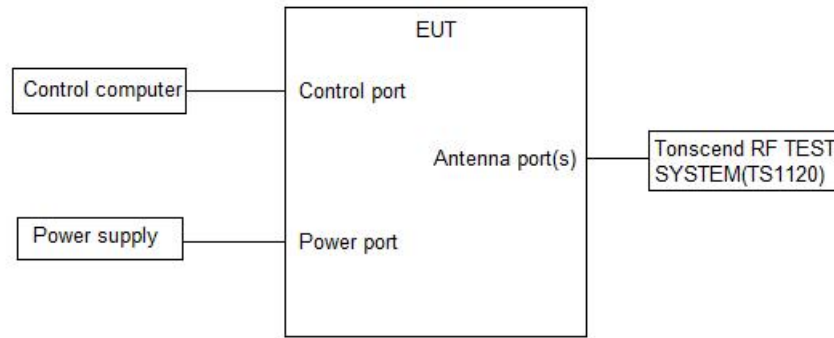 EUT
Control computer
Control port
Antenna port(s)
Tonscend RF TEST
SYSTEM(TS1120)
Power supply
Power port